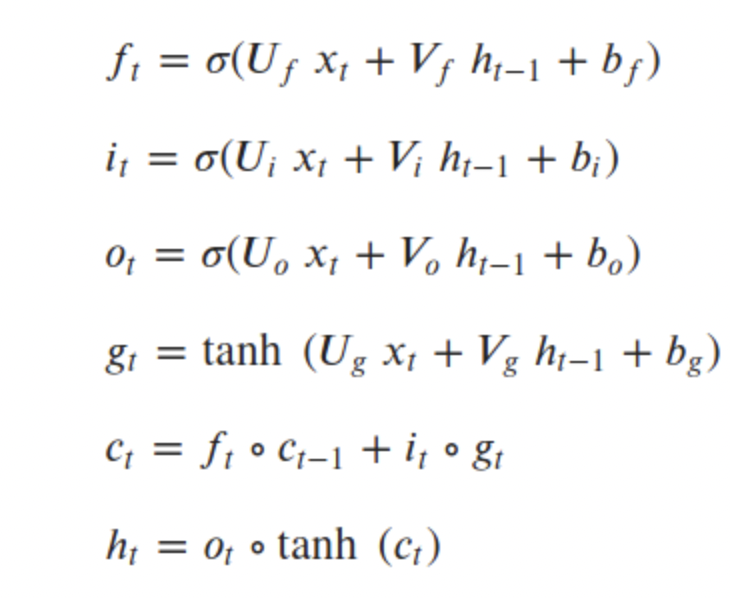 f_t = σ(U_f x_t + V_f h_{t−1} + b_f)
i_t = σ(U_i x_t + V_i h_{t−1} + b_i)
o_t = σ(U_o x_t + V_o h_{t−1} + b_o)
g_t = tanh (U_g x_t + V_g h_{t−1} + b_g)
c_t = f_t ∘ c_{t−1} + i_t ∘ g_t
h_t = o_t ∘ tanh (c_t)